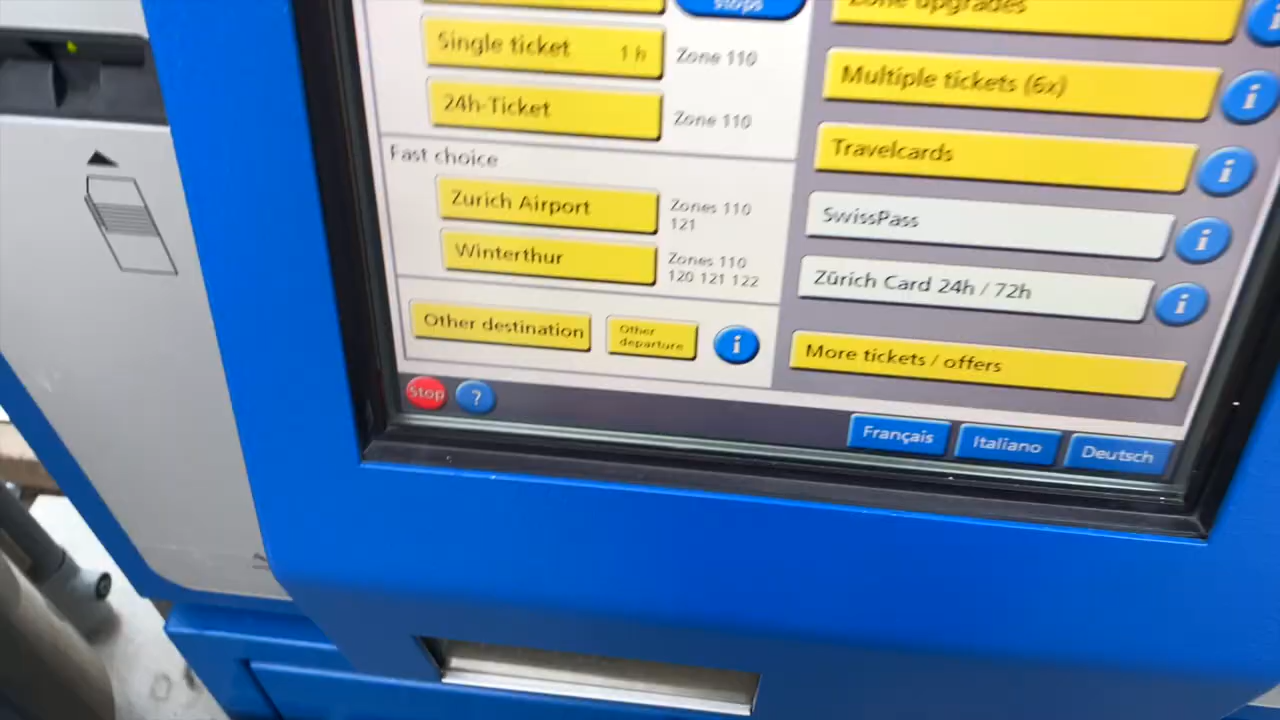 stops
Single ticket 1 h Zone 110
24h-Ticket Zone 110
Fast choice
Zurich Airport Zones 110
121
Winterthur Zones 110
120 121 122
Other destination
Other
departure
i
Stop
?
Zone upgrades
i
Multiple tickets (6x)
i
Travelcards
i
SwissPass
i
Zürich Card 24h / 72h
i
More tickets / offers
Français
Italiano
Deutsch